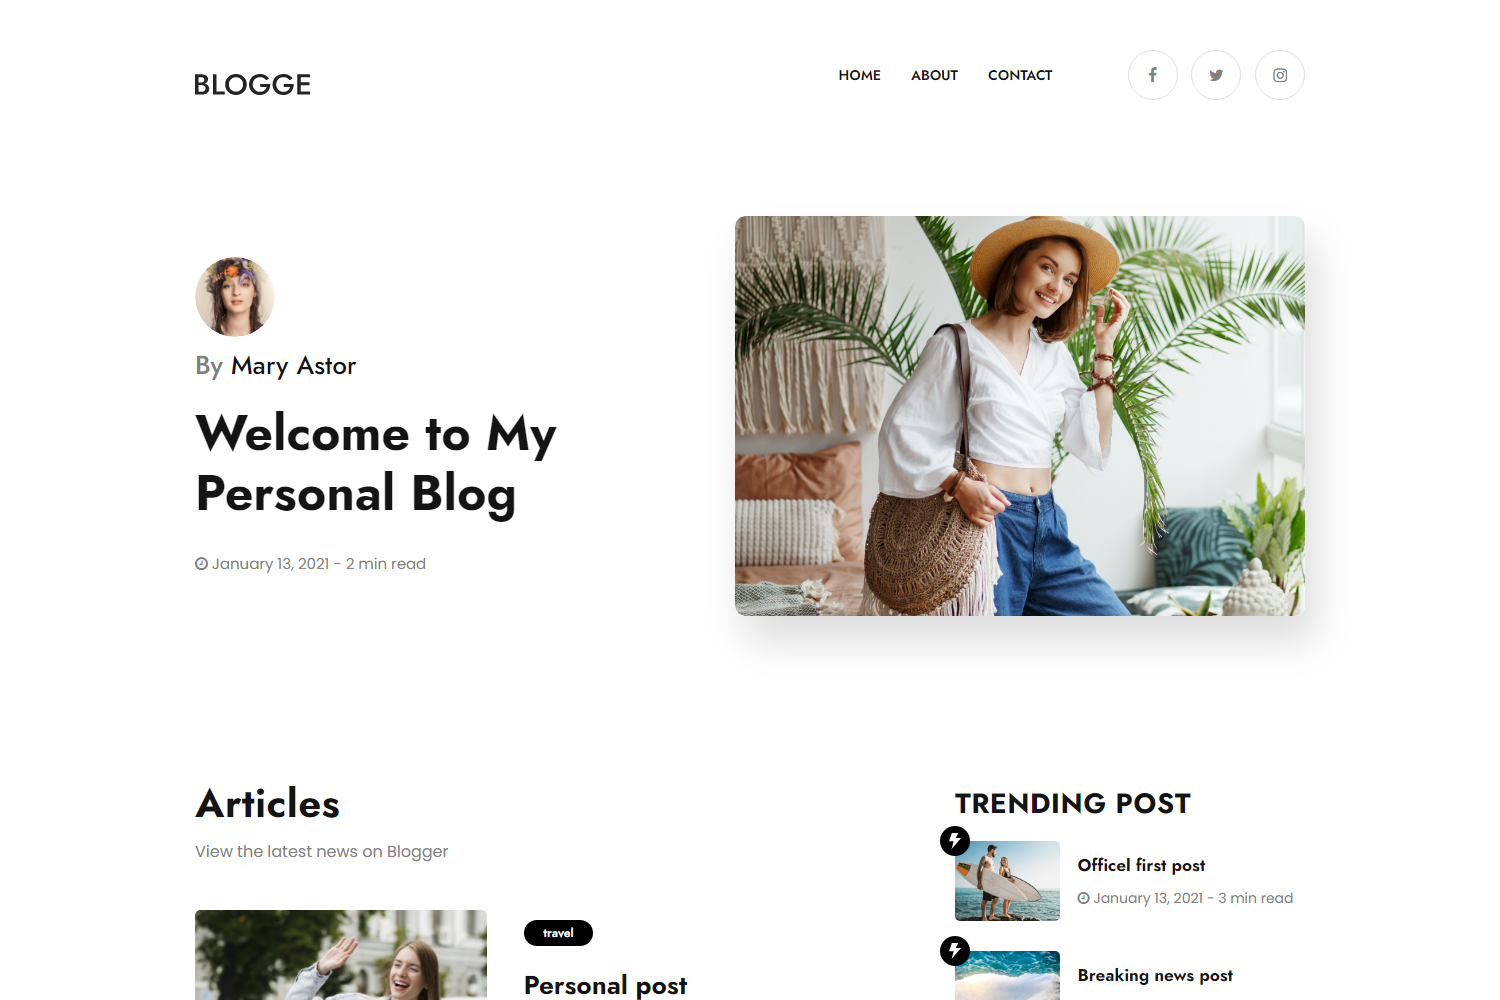 BLOGGE
HOME ABOUT CONTACT
By Mary Astor
Welcome to My
Personal Blog
January 13, 2021 - 2 min read
Articles
View the latest news on Blogger
travel
Personal post
TRENDING POST
Officel first post
January 13, 2021 - 3 min read
Breaking news post